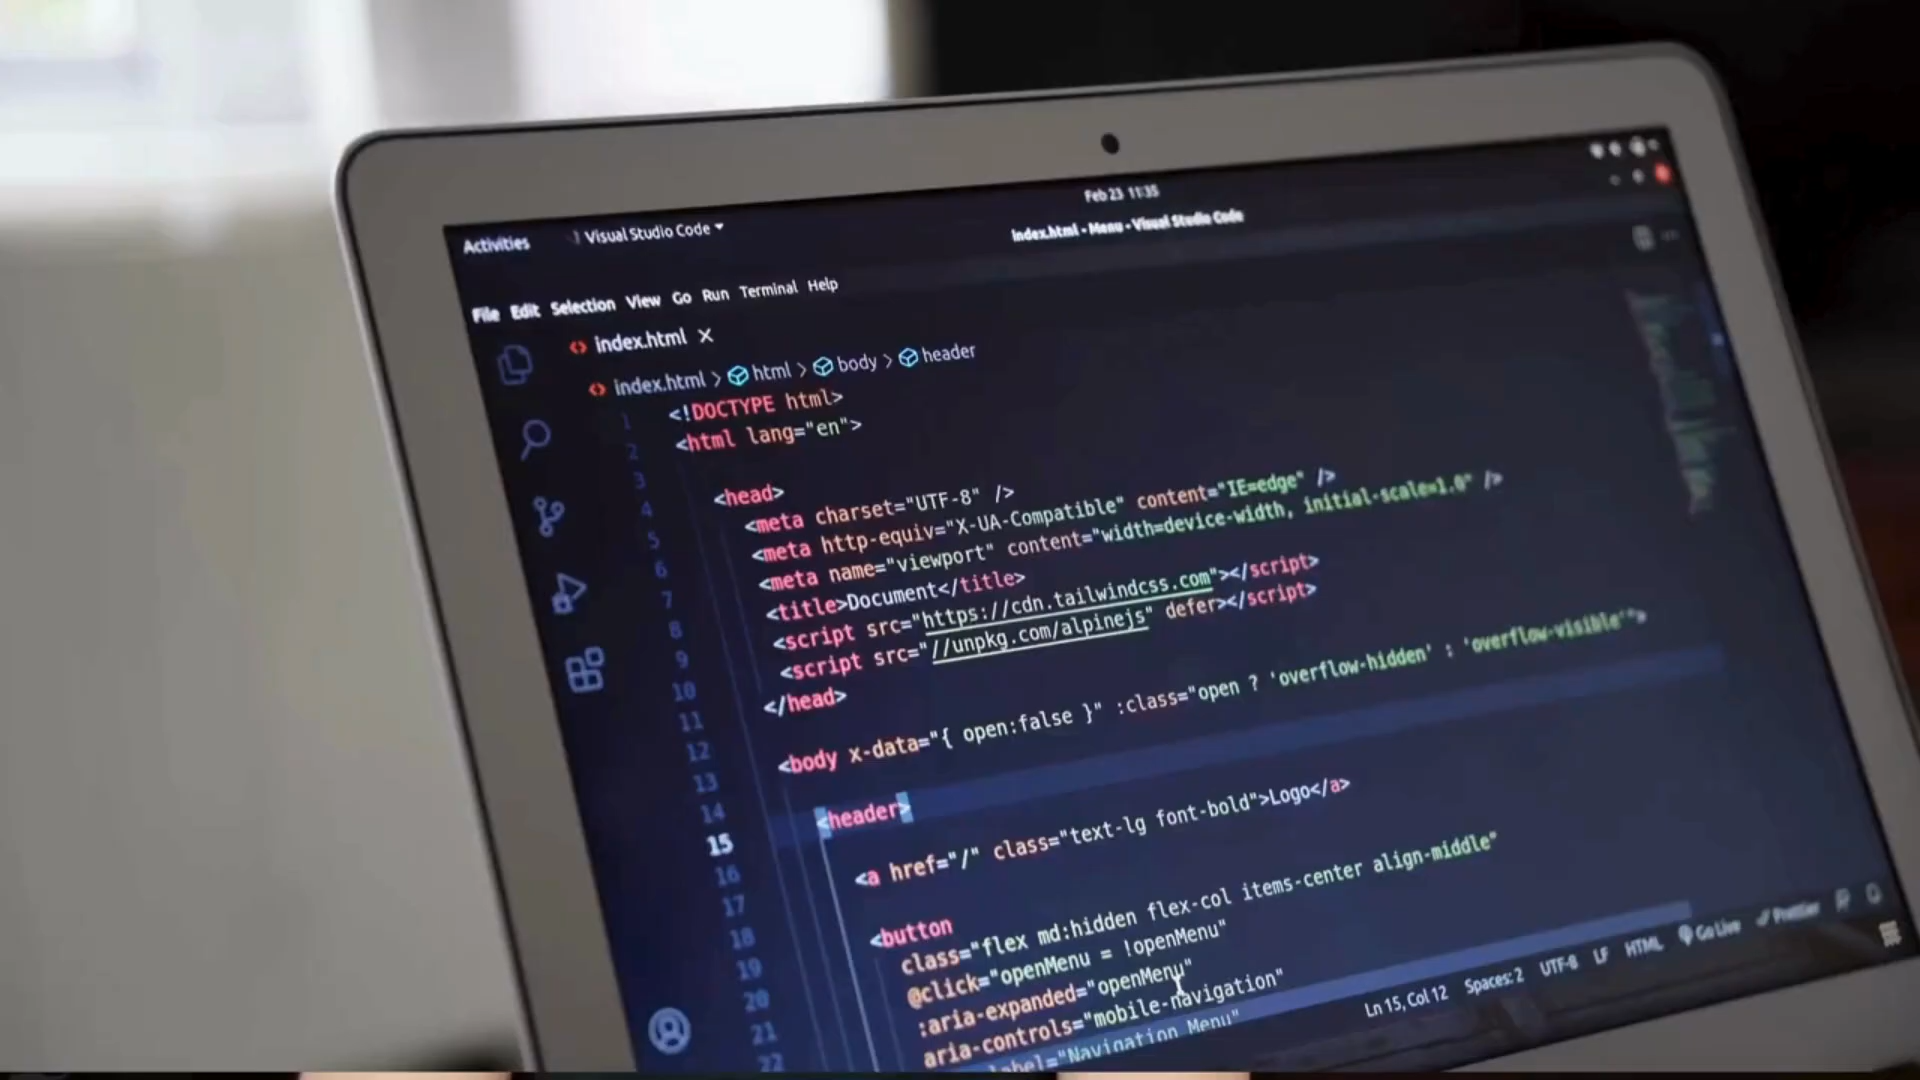 Feb 23 11:35
Activities Visual Studio Code
index.html - Menu - Visual Studio Code
File Edit Selection View Go Run Terminal Help
index.html X
index.html > html > body > header
1 <!DOCTYPE html>
2 <html lang="en">
3
4 <head>
5 <meta charset="UTF-8" />
6 <meta http-equiv="X-UA-Compatible" content="IE=edge" />
7 <meta name="viewport" content="width=device-width, initial-scale=1.0" />
8 <title>Document</title>
9 <script src="https://cdn.tailwindcss.com"></script>
10 <script src="//unpkg.com/alpinejs" defer></script>
11 </head>
12
13 <body x-data="{ open:false }" :class="open ? 'overflow-hidden' : 'overflow-visible'">
14
15 <header>
16
17 <a href="/" class="text-lg font-bold">Logo</a>
18
19 <button
20 class="flex md:hidden flex-col items-center align-middle"
21 @click="openMenu = !openMenu"
22 :aria-expanded="openMenu"
aria-controls="mobile-navigation"
label="Navigation Menu"
Ln 15, Col 12 Spaces: 2 UTF-8 LF HTML Go Live Prettier